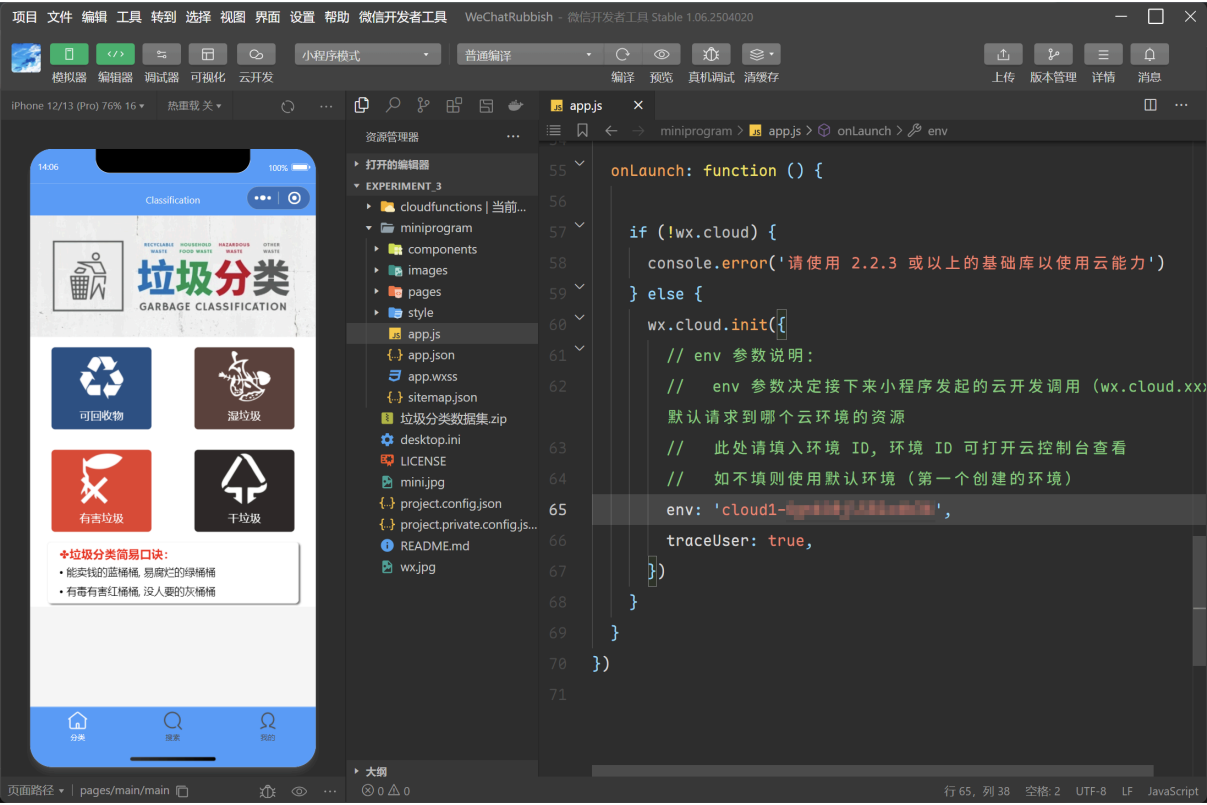 项目 文件 编辑 工具 转到 选择 视图 界面 设置 帮助 微信开发者工具 WeChatRubbish - 微信开发者工具 Stable 1.06.2504020
小程序模式 普通编译
模拟器 编辑器 调试器 可视化 云开发 编译 预览 真机调试 清缓存 上传 版本管理 详情 消息
iPhone 12/13 (Pro) 76% 16 热重载 关
14:06 100%
Classification
RECYCLABLE WASTE HOUSEHOLD FOOD WASTE HAZARDOUS WASTE OTHER WASTE
垃圾分类
GARBAGE CLASSIFICATION
可回收物 湿垃圾
有害垃圾 干垃圾
垃圾分类简易口诀:
• 能卖钱的蓝桶桶, 易腐烂的绿桶桶
• 有毒有害红桶桶, 没人要的灰桶桶
分类 搜索 我的
页面路径 pages/main/main
资源管理器
打开的编辑器
EXPERIMENT_3
cloudfunctions | 当前...
miniprogram
components
images
pages
style
app.js
app.json
app.wxss
sitemap.json
垃圾分类数据集.zip
desktop.ini
LICENSE
mini.jpg
project.config.json
project.private.config.js...
README.md
wx.jpg
大纲
0 0
app.js
miniprogram > app.js > onLaunch > env
55 onLaunch: function () {
56
57 if (!wx.cloud) {
58 console.error('请使用 2.2.3 或以上的基础库以使用云能力')
59 } else {
60 wx.cloud.init({
61 // env 参数说明:
62 // env 参数决定接下来小程序发起的云开发调用 (wx.cloud.xx
默认请求到哪个云环境的资源
63 // 此处请填入环境 ID, 环境 ID 可打开云控制台查看
64 // 如不填则使用默认环境 (第一个创建的环境)
65 env: 'cloud1-',
66 traceUser: true,
67 })
68 }
69 }
70 })
71
行 65，列 38 空格: 2 UTF-8 LF JavaScript